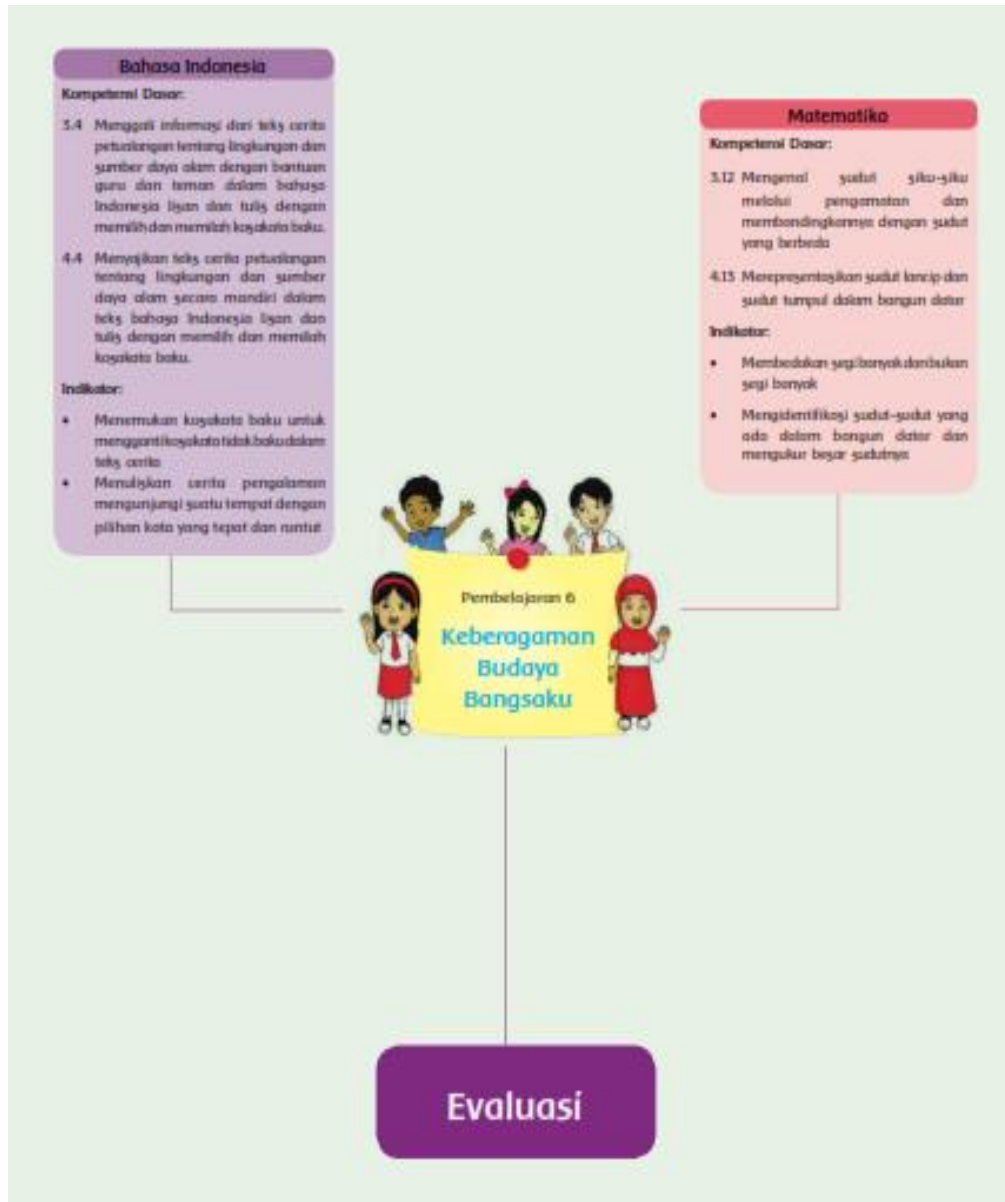 Bahasa Indonesia
Kompetensi Dasar:
3.4 Menggali informasi dari teks cerita
petualangan tentang lingkungan dan
sumber daya alam dengan bantuan
guru dan teman dalam bahasa
Indonesia lisan dan tulis dengan
memilih dan memilah kosakata baku.
4.4 Menyajikan teks cerita petualangan
tentang lingkungan dan sumber
daya alam secara mandiri dalam
teks bahasa Indonesia lisan dan
tulis dengan memilih dan memilah
kosakata baku.
Indikator:
• Menemukan kosakata baku untuk
mengganti kosakata tidak baku dalam
teks cerita
• Menuliskan cerita pengalaman
mengunjungi suatu tempat dengan
pilihan kata yang tepat dan runtut
Matematika
Kompetensi Dasar:
3.12 Mengenal sudut siku-siku
melalui pengamatan dan
membandingkannya dengan sudut
yang berbeda
4.13 Merepresentasikan sudut lancip dan
sudut tumpul dalam bangun datar
Indikator:
• Membedakan segi banyak dan bukan
segi banyak
• Mengidentifikasi sudut-sudut yang
ada dalam bangun datar dan
mengukur besar sudutnya
Pembelajaran 6
Keberagaman
Budaya
Bangsaku
Evaluasi